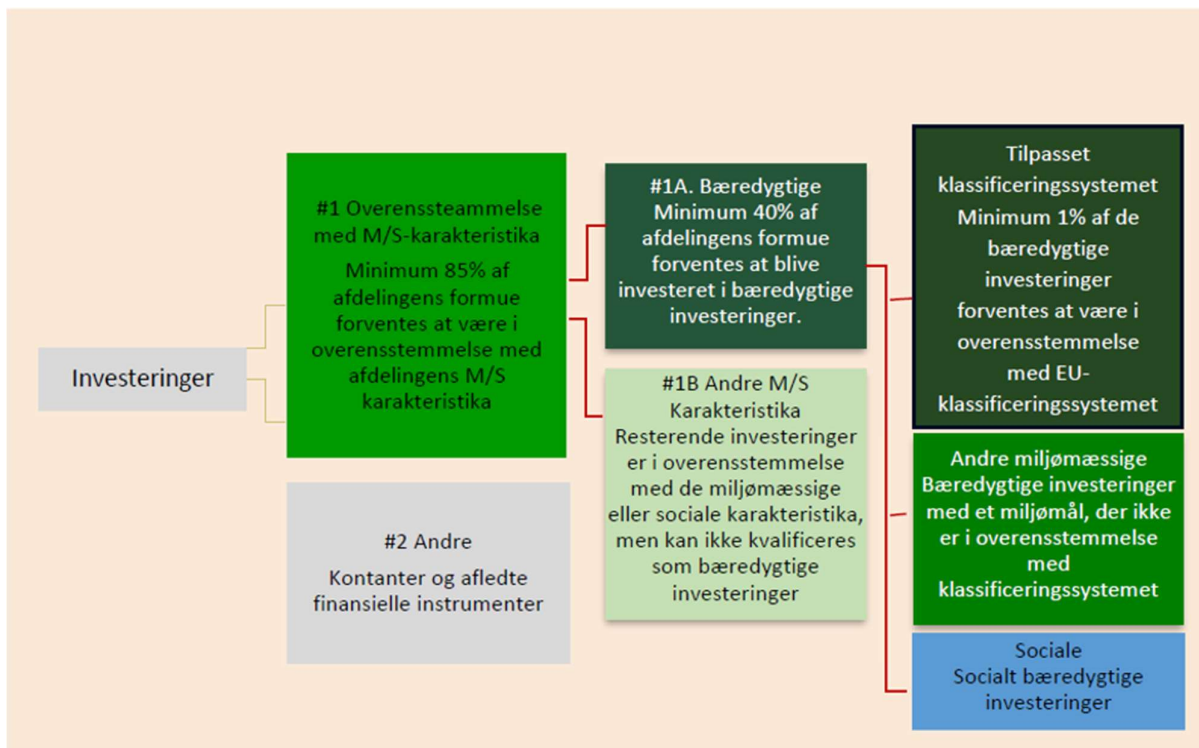 Investeringer
#1 Overenssteammelse
med M/S-karakteristika
Minimum 85% af
afdelingens formue
forventes at være i
overensstemmelse med
afdelingens M/S
karakteristika
#2 Andre
Kontanter og afledte
finansielle instrumenter
#1A. Bæredygtige
Minimum 40% af
afdelingens formue
forventes at blive
investeret i bæredygtige
investeringer.
#1B Andre M/S
Karakteristika
Resterende investeringer
er i overensstemmelse
med de miljømæssige
eller sociale karakteristika,
men kan ikke kvalificeres
som bæredygtige
investeringer
Tilpasset
klassificeringssystemet
Minimum 1% af de
bæredygtige
investeringer
forventes at være i
overensstemmelse
med EU-
klassificeringssystemet
Andre miljømæssige
Bæredygtige investeringer
med et miljømål, der ikke
er i overensstemmelse
med
klassificeringssystemet
Sociale
Socialt bæredygtige
investeringer